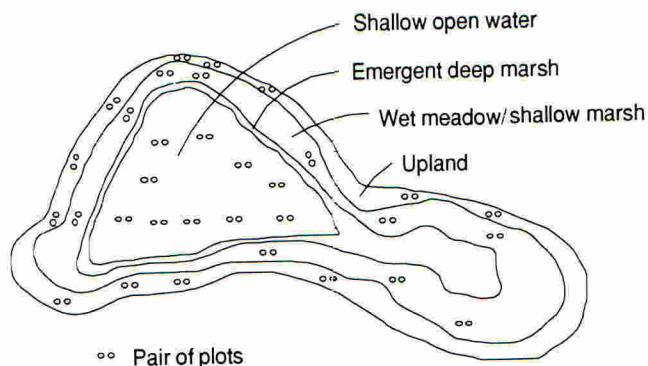 Shallow open water
Emergent deep marsh
Wet meadow/shallow marsh
Upland
Pair of plots